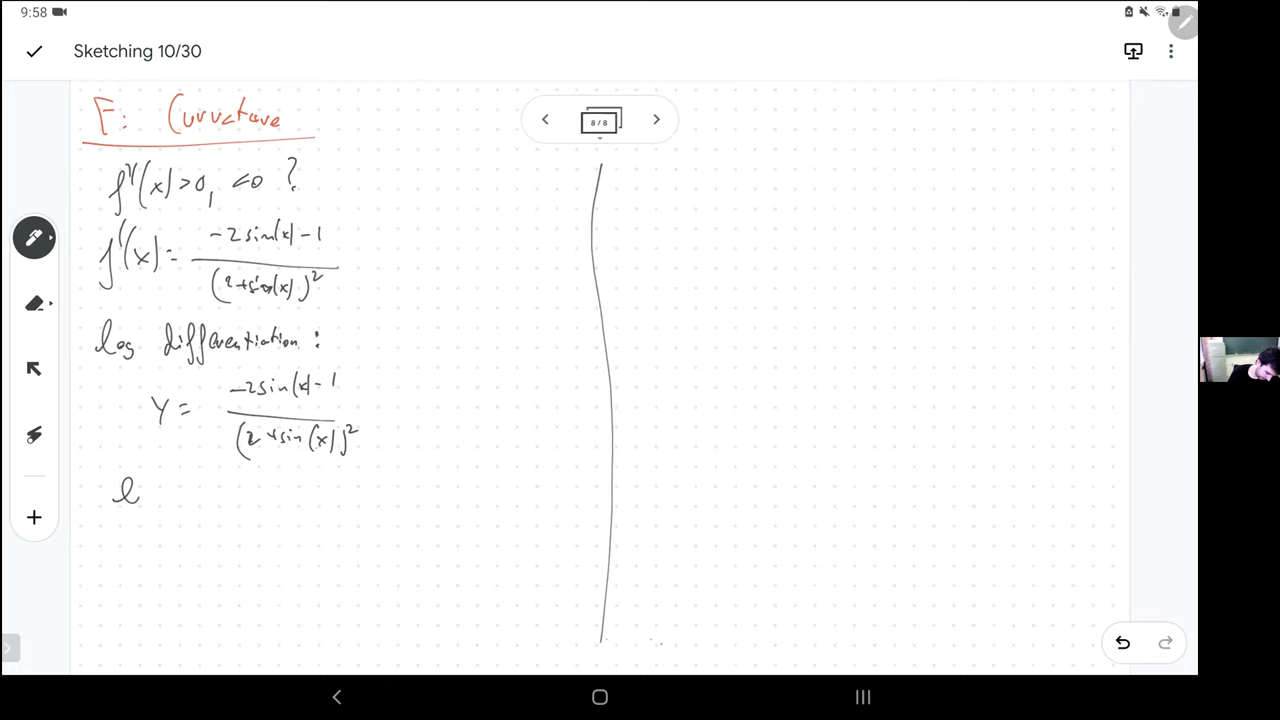 9:58
Sketching 10/30
F: Curvature
8/8
f''(x)>0, <0 ?
f'(x)= -2sin(x)-1
(2+sin(x))^2
log differentiation:
Y= -2sin(x)-1
(2+sin(x))^2
l